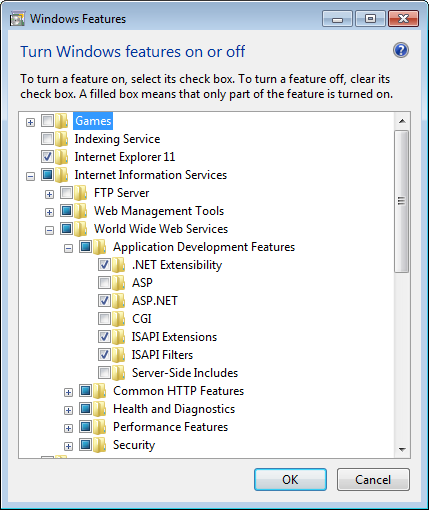 Windows Features
Turn Windows features on or off
To turn a feature on, select its check box. To turn a feature off, clear its
check box. A filled box means that only part of the feature is turned on.
Games
Indexing Service
Internet Explorer 11
Internet Information Services
FTP Server
Web Management Tools
World Wide Web Services
Application Development Features
.NET Extensibility
ASP
ASP.NET
CGI
ISAPI Extensions
ISAPI Filters
Server-Side Includes
Common HTTP Features
Health and Diagnostics
Performance Features
Security
OK
Cancel